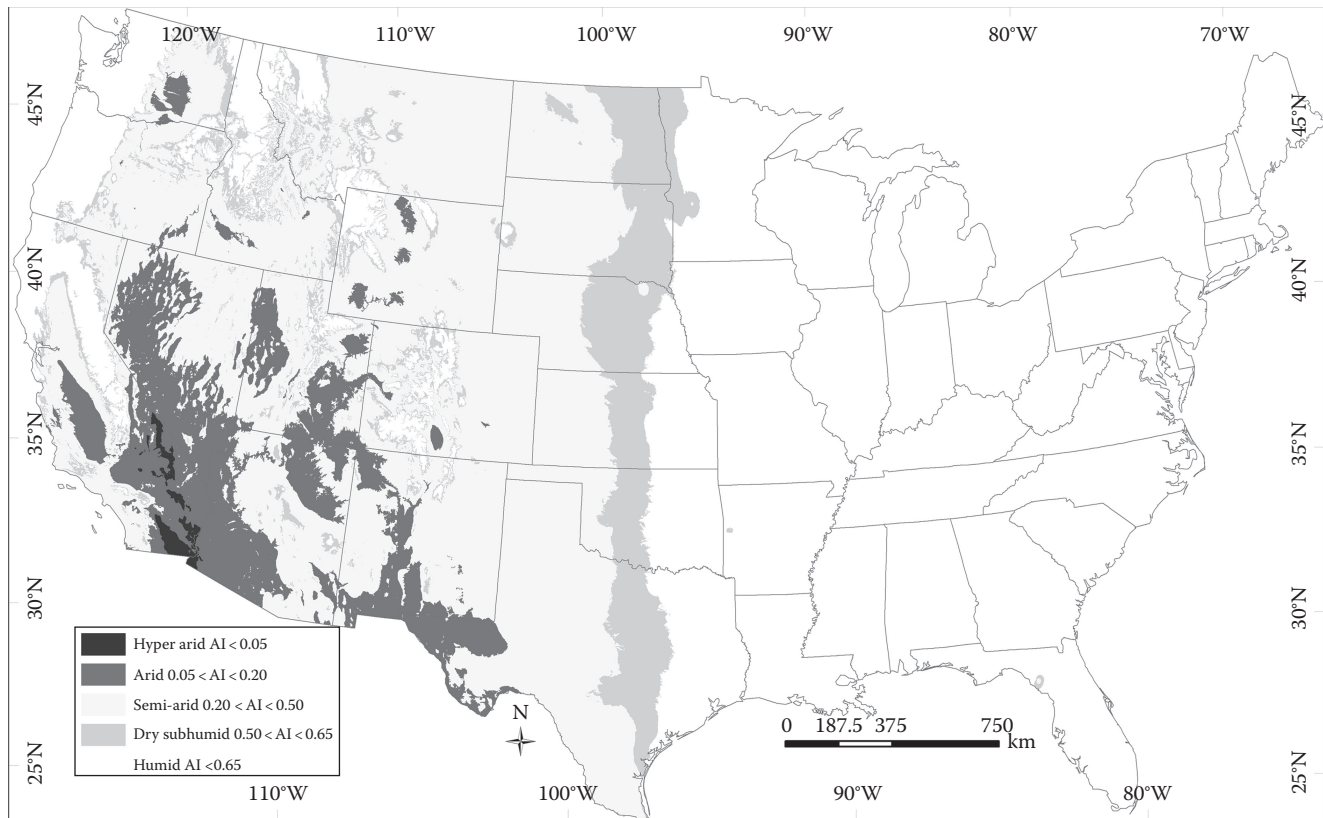 120°W 110°W 100°W 90°W 80°W 70°W
45°N 45°N
40°N 40°N
35°N 35°N
30°N 30°N
25°N 25°N
Hyper arid AI < 0.05
Arid 0.05 < AI < 0.20
Semi-arid 0.20 < AI < 0.50
Dry subhumid 0.50 < AI < 0.65
Humid AI <0.65
N
0 187.5 375 750
km
110°W 100°W 90°W 80°W